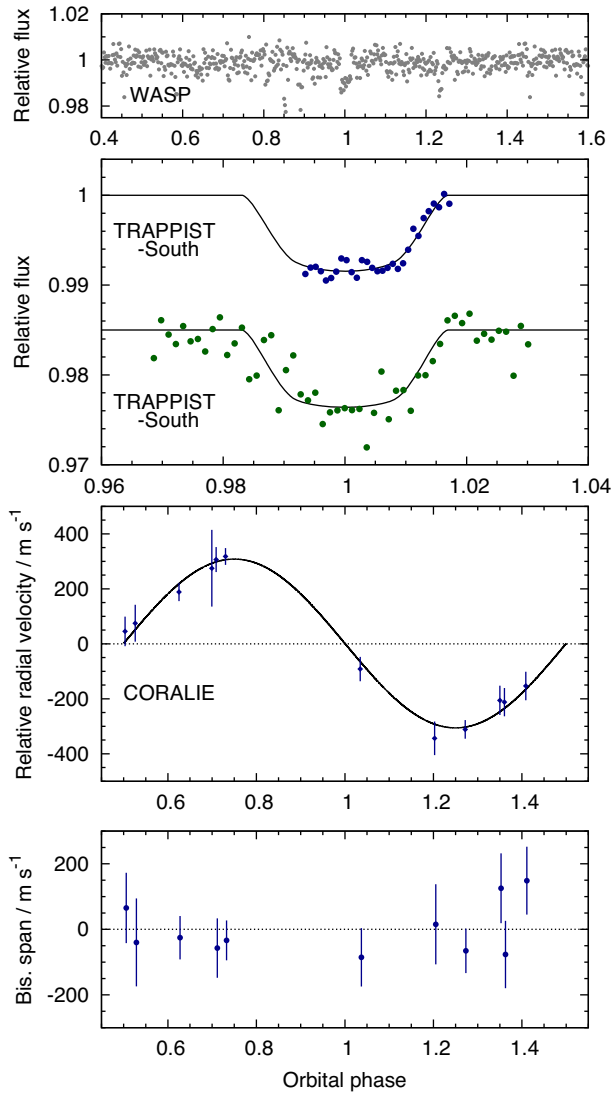 1.02
1
0.98
Relative flux
WASP
0.4 0.6 0.8 1 1.2 1.4 1.6
1
0.99
0.98
0.97
Relative flux
TRAPPIST
-South
TRAPPIST
-South
0.96 0.98 1 1.02 1.04
400
200
0
-200
-400
Relative radial velocity / m s⁻¹
CORALIE
0.6 0.8 1 1.2 1.4
200
0
-200
Bis. span / m s⁻¹
0.6 0.8 1 1.2 1.4
Orbital phase